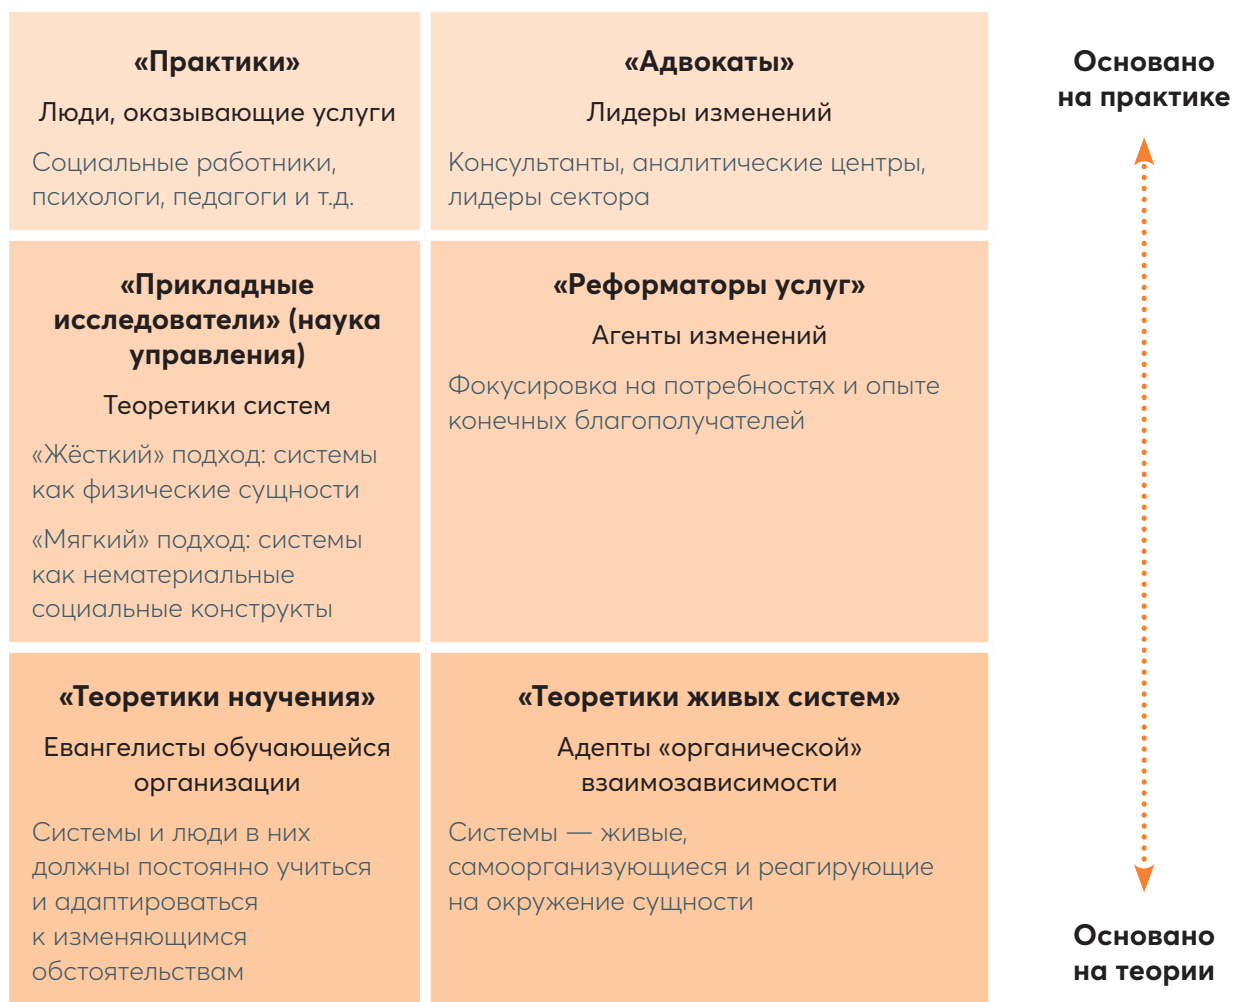 «Практики»
Люди, оказывающие услуги
Социальные работники,
психологи, педагоги и т.д.
«Адвокаты»
Лидеры изменений
Консультанты, аналитические центры,
лидеры сектора
Основано
на практике
«Прикладные
исследователи» (наука
управления)
Теоретики систем
«Жёсткий» подход: системы
как физические сущности
«Мягкий» подход: системы
как нематериальные
социальные конструкты
«Реформаторы услуг»
Агенты изменений
Фокусировка на потребностях и опыте
конечных благополучателей
«Теоретики научения»
Евангелисты обучающейся
организации
Системы и люди в них
должны постоянно учиться
и адаптироваться
к изменяющимся
обстоятельствам
«Теоретики живых систем»
Адепты «органической»
взаимозависимости
Системы — живые,
самоорганизующиеся и реагирующие
на окружение сущности
Основано
на теории